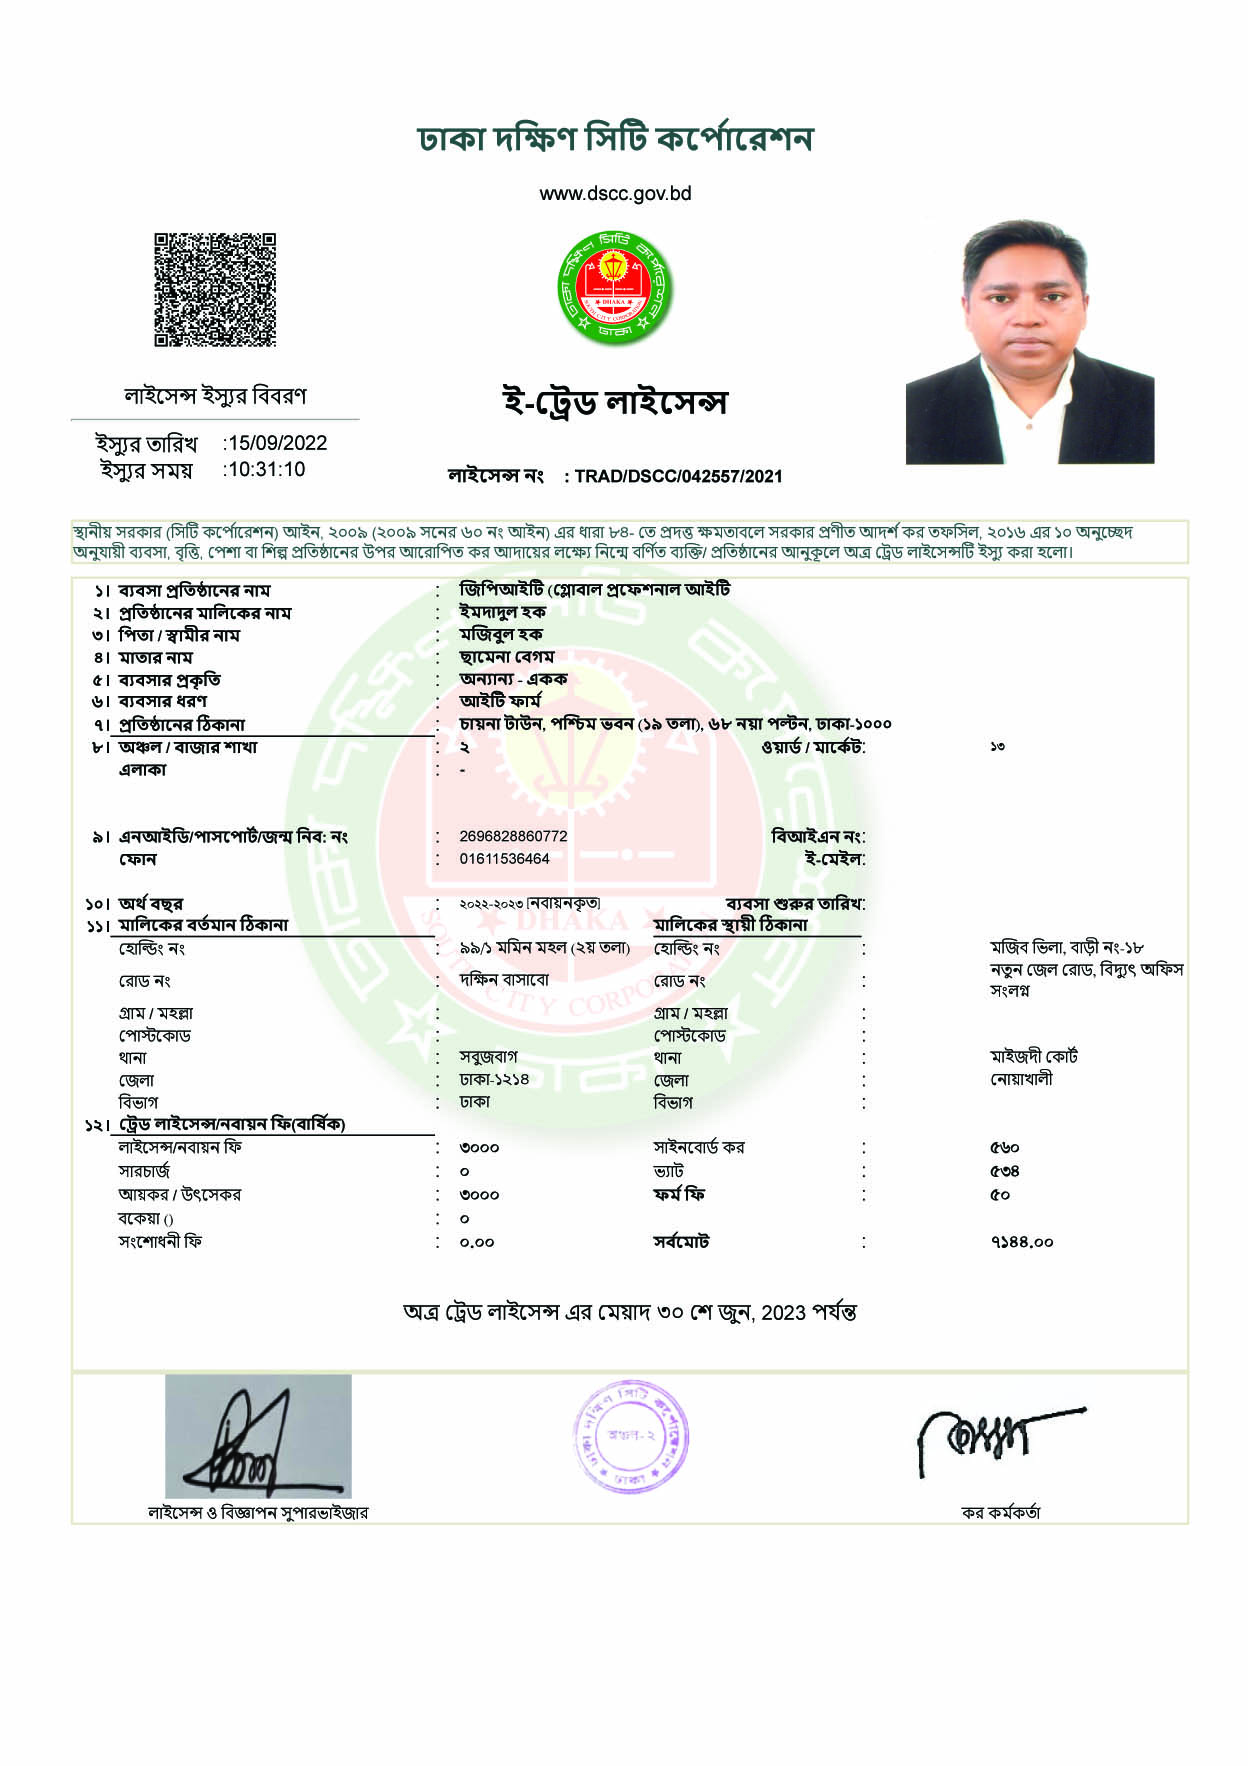 ঢাকা দক্ষিণ সিটি কর্পোরেশন
www.dscc.gov.bd
ঢাকা দক্ষিণ সিটি কর্পোরেশন
DHAKA
SOUTH CITY CORPORATION
ঢাকা
লাইসেন্স ইস্যুর বিবরণ
ই-ট্রেড লাইসেন্স
ইস্যুর তারিখ :15/09/2022
ইস্যুর সময় :10:31:10
লাইসেন্স নং : TRAD/DSCC/042557/2021
স্থানীয় সরকার (সিটি কর্পোরেশন) আইন, ২০০৯ (২০০৯ সনের ৬০ নং আইন) এর ধারা ৮৪- তে প্রদত্ত ক্ষমতাবলে সরকার প্রণীত আদর্শ কর তফসিল, ২০১৬ এর ১০ অনুচ্ছেদ
অনুযায়ী ব্যবসা, বৃত্তি, পেশা বা শিল্প প্রতিষ্ঠানের উপর আরোপিত কর আদায়ের লক্ষ্যে নিম্নে বর্ণিত ব্যক্তি/ প্রতিষ্ঠানের আনুকূলে অত্র ট্রেড লাইসেন্সটি ইস্যু করা হলো।
১। ব্যবসা প্রতিষ্ঠানের নাম : জিপিআইটি (গ্লোবাল প্রফেশনাল আইটি
২। প্রতিষ্ঠানের মালিকের নাম : ইমদাদুল হক
৩। পিতা / স্বামীর নাম : মজিবুল হক
৪। মাতার নাম : ছামেনা বেগম
৫। ব্যবসার প্রকৃতি : অন্যান্য - একক
৬। ব্যবসার ধরণ : আইটি ফার্ম
৭। প্রতিষ্ঠানের ঠিকানা : চায়না টাউন, পশ্চিম ভবন (১৯ তলা), ৬৮ নয়া পল্টন, ঢাকা-১০০০
৮। অঞ্চল / বাজার শাখা : ২ ওয়ার্ড / মার্কেট: ১৩
এলাকা : -
৯। এনআইডি/পাসপোর্ট/জন্ম নিব: নং : 2696828860772 বিআইএন নং:
ফোন : 01611536464 ই-মেইল:
১০। অর্থ বছর : ২০২২-২০২৩ [নবায়নকৃত] ব্যবসা শুরুর তারিখ:
১১। মালিকের বর্তমান ঠিকানা মালিকের স্থায়ী ঠিকানা
হোল্ডিং নং : ৯৯/১ মমিন মহল (২য় তলা) হোল্ডিং নং : মজিব ভিলা, বাড়ী নং-১৮
রোড নং : দক্ষিন বাসাবো রোড নং : নতুন জেল রোড, বিদ্যুৎ অফিস
সংলগ্ন
গ্রাম / মহল্লা : গ্রাম / মহল্লা :
পোস্টকোড : পোস্টকোড :
থানা : সবুজবাগ থানা : মাইজদী কোর্ট
জেলা : ঢাকা-১২১৪ জেলা : নোয়াখালী
বিভাগ : ঢাকা বিভাগ :
১২। ট্রেড লাইসেন্স/নবায়ন ফি(বার্ষিক)
লাইসেন্স/নবায়ন ফি : ৩০০০ সাইনবোর্ড কর : ৫৬০
সারচার্জ : ০ ভ্যাট : ৫৩৪
আয়কর / উৎসেকর : ৩০০০ ফর্ম ফি : ৫০
বকেয়া () : ০
সংশোধনী ফি : ০.০০ সর্বমোট : ৭১৪৪.০০
অত্র ট্রেড লাইসেন্স এর মেয়াদ ৩০ শে জুন, 2023 পর্যন্ত
ঢাকা দক্ষিণ সিটি কর্পোরেশন
অঞ্চল-২
ঢাকা
লাইসেন্স ও বিজ্ঞাপন সুপারভাইজার
কর কর্মকর্তা